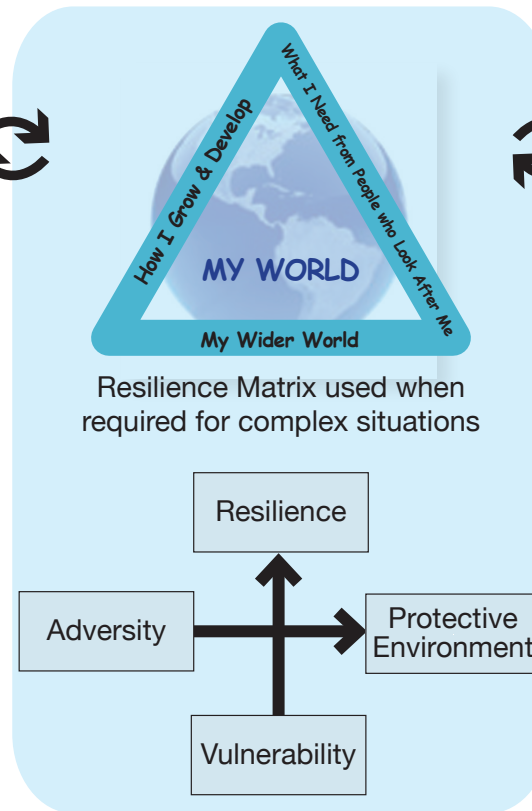 How I Grow & Develop
What I Need from People who Look After Me
MY WORLD
My Wider World
Resilience Matrix used when
required for complex situations
Resilience
Adversity
Protective
Environment
Vulnerability